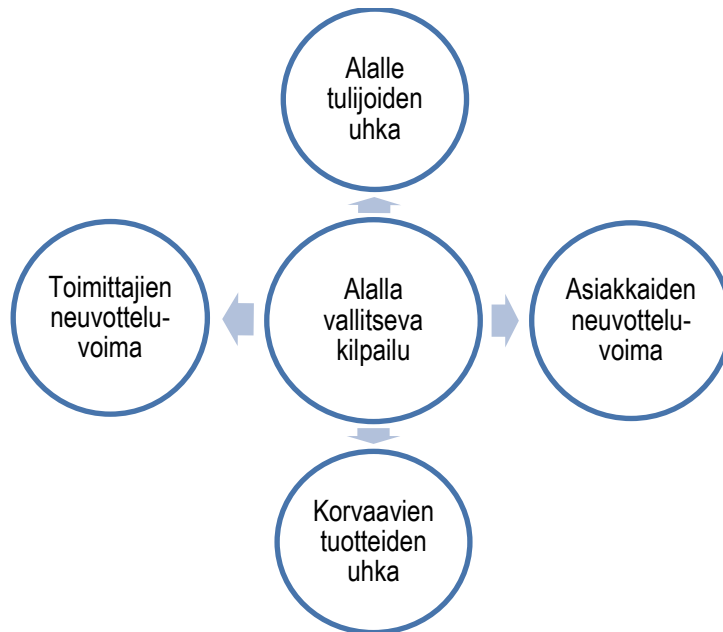 Alalle
tulijoiden
uhka
Toimittajien
neuvottelu-
voima
Alalla
vallitseva
kilpailu
Asiakkaiden
neuvottelu-
voima
Korvaavien
tuotteiden
uhka